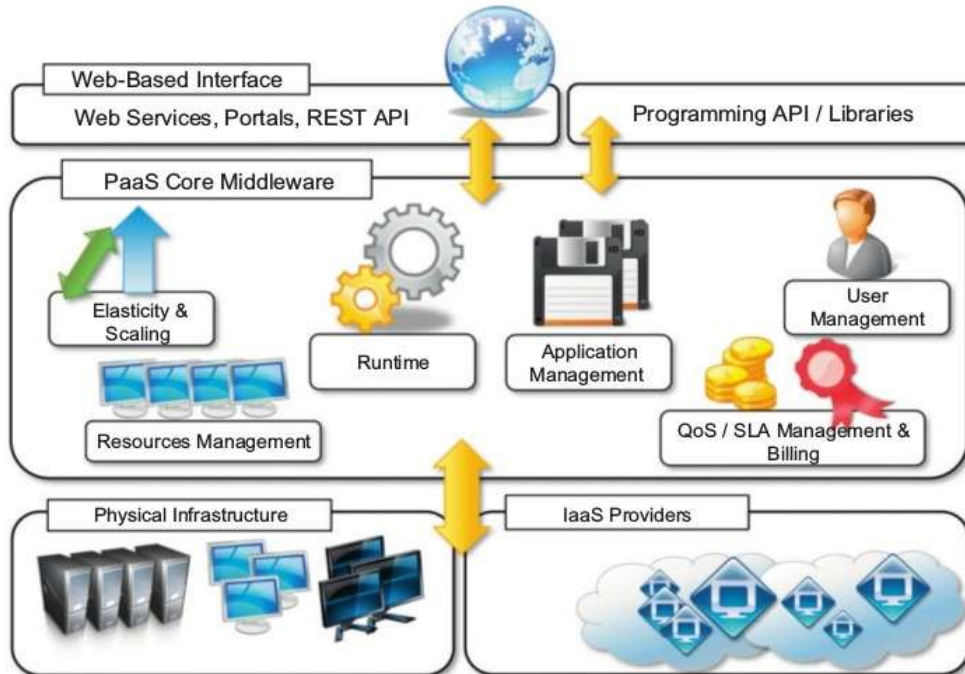 Web-Based Interface
Web Services, Portals, REST API
Programming API / Libraries
PaaS Core Middleware
Elasticity &
Scaling
Runtime
Application
Management
User
Management
Resources Management
QoS / SLA Management &
Billing
Physical Infrastructure
IaaS Providers